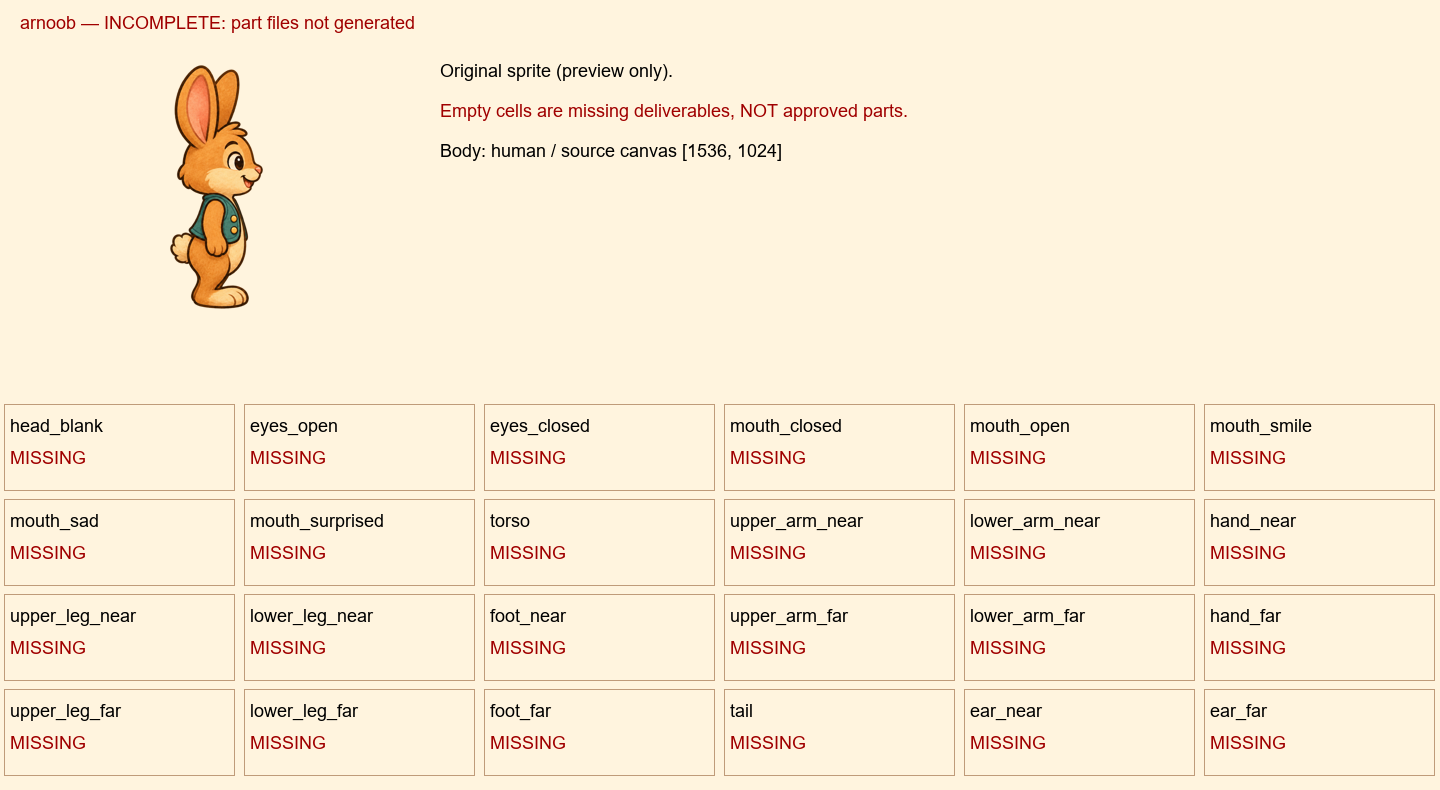 arnoob — INCOMPLETE: part files not generated
Original sprite (preview only).
Empty cells are missing deliverables, NOT approved parts.
Body: human / source canvas [1536, 1024]
head_blank
MISSING
eyes_open
MISSING
eyes_closed
MISSING
mouth_closed
MISSING
mouth_open
MISSING
mouth_smile
MISSING
mouth_sad
MISSING
mouth_surprised
MISSING
torso
MISSING
upper_arm_near
MISSING
lower_arm_near
MISSING
hand_near
MISSING
upper_leg_near
MISSING
lower_leg_near
MISSING
foot_near
MISSING
upper_arm_far
MISSING
lower_arm_far
MISSING
hand_far
MISSING
upper_leg_far
MISSING
lower_leg_far
MISSING
foot_far
MISSING
tail
MISSING
ear_near
MISSING
ear_far
MISSING